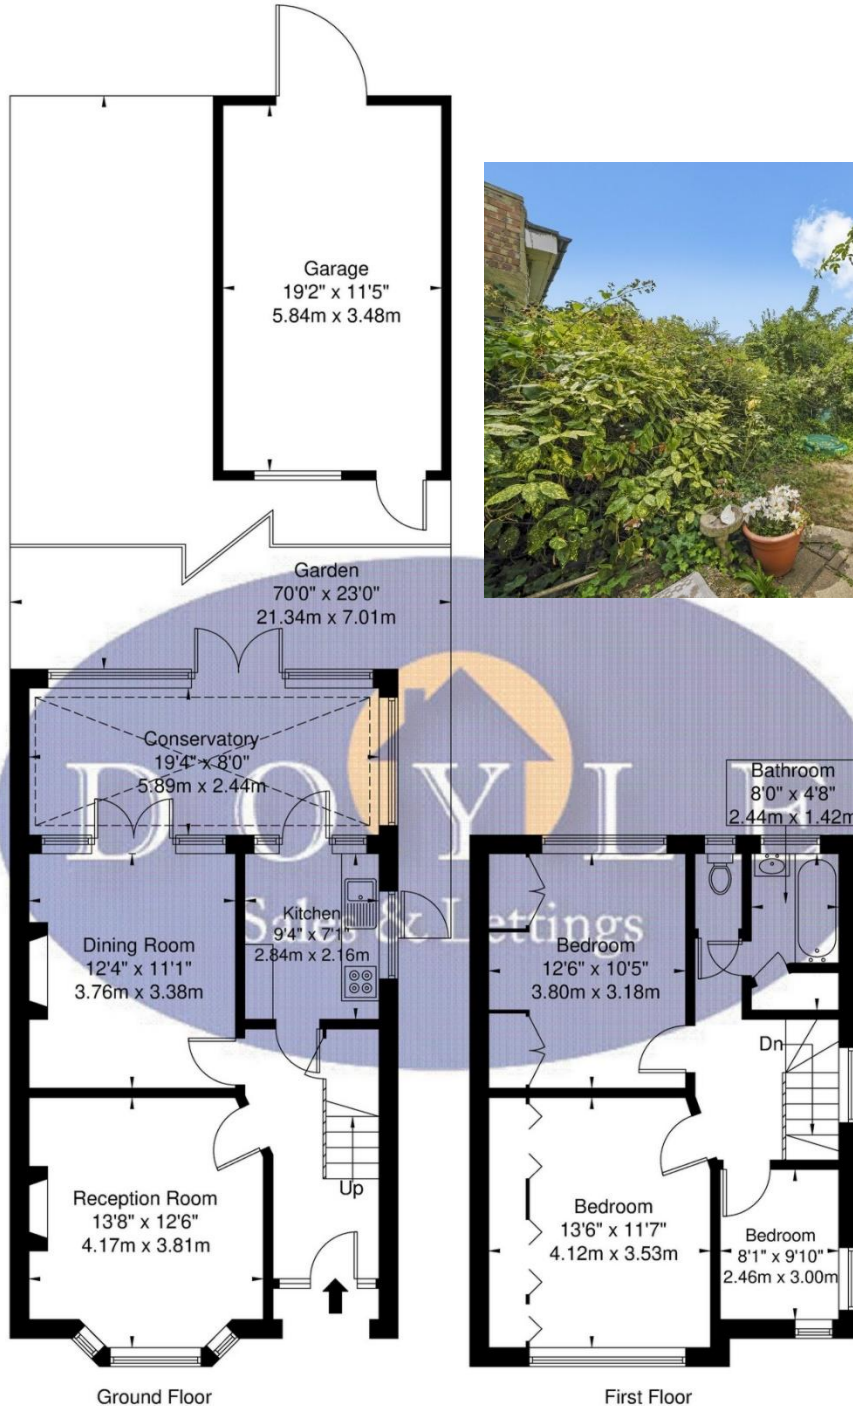 Garage
19'2" x 11'5"
5.84m x 3.48m
Garden
70'0" x 23'0"
21.34m x 7.01m
Conservatory
19'4" x 8'0"
5.89m x 2.44m
DOYLE
Sales & Lettings
Bathroom
8'0" x 4'8"
2.44m x 1.42m
Kitchen
9'4" x 7'1"
2.84m x 2.16m
Dining Room
12'4" x 11'1"
3.76m x 3.38m
Bedroom
12'6" x 10'5"
3.80m x 3.18m
Dn
Up
Reception Room
13'8" x 12'6"
4.17m x 3.81m
Bedroom
13'6" x 11'7"
4.12m x 3.53m
Bedroom
8'1" x 9'10"
2.46m x 3.00m
Ground Floor
First Floor